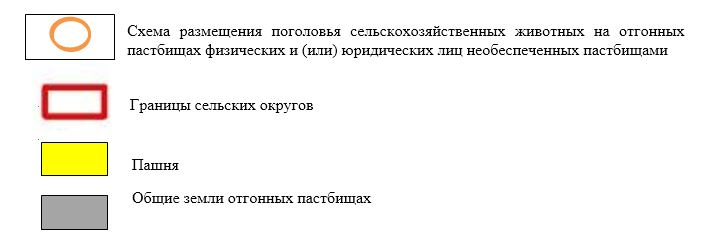 Схема размещения поголовья сельскохозяйственных животных на отгонных
пастбищах физических и (или) юридических лиц необеспеченных пастбищами
Границы сельских округов
Пашня
Общие земли отгонных пастбищах